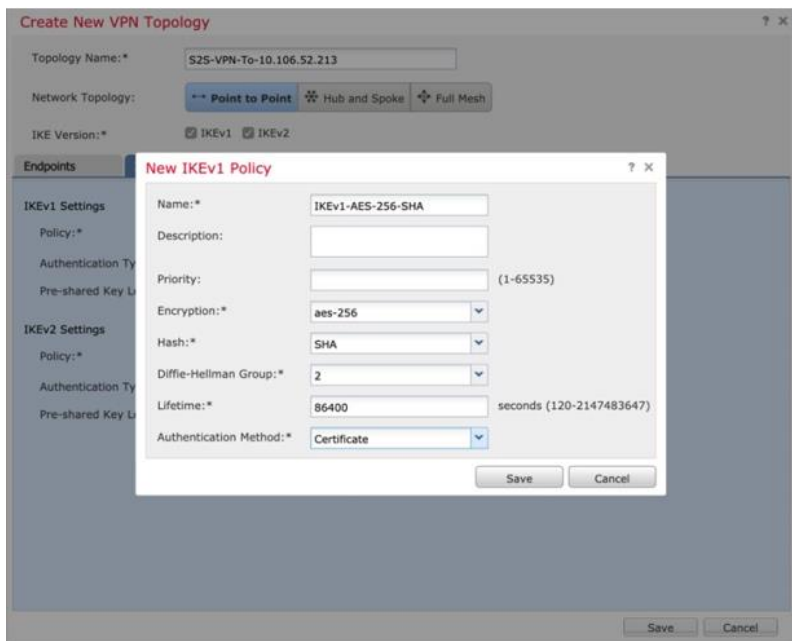 Create New VPN Topology ? ×
Topology Name:* S2S-VPN-To-10.106.52.213
Network Topology: Point to Point Hub and Spoke Full Mesh
IKE Version:* IKEv1 IKEv2
Endpoints
New IKEv1 Policy ? ×
IKEv1 Settings
Policy:*
Authentication Ty
Pre-shared Key L
IKEv2 Settings
Policy:*
Authentication Ty
Pre-shared Key L
Name:* IKEv1-AES-256-SHA
Description:
Priority: (1-65535)
Encryption:* aes-256
Hash:* SHA
Diffie-Hellman Group:* 2
Lifetime:* 86400 seconds (120-2147483647)
Authentication Method:* Certificate
Save Cancel
Save Cancel